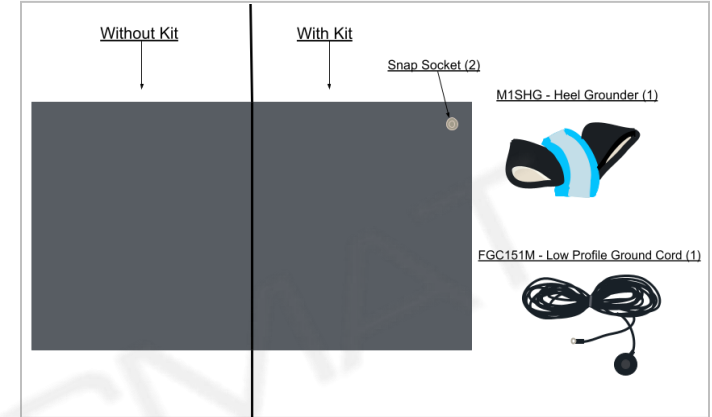 Without Kit
With Kit
Snap Socket (2)
M1SHG - Heel Grounder (1)
FGC151M - Low Profile Ground Cord (1)